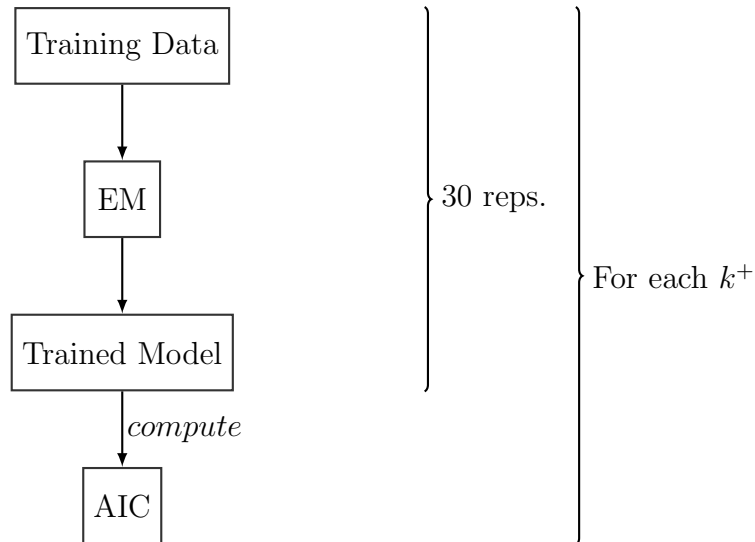 Training Data
EM
30 reps.
For each k⁺
Trained Model
compute
AIC